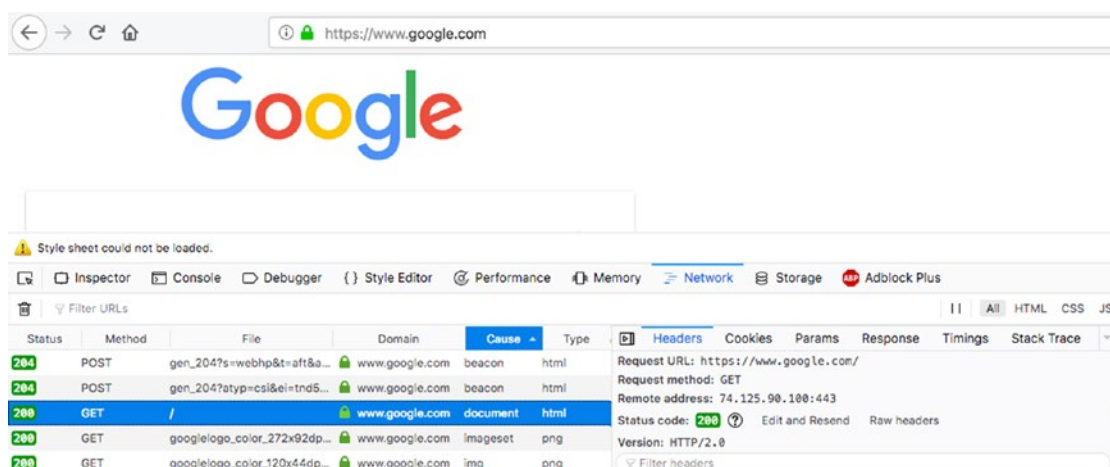 https://www.google.com
Google
Style sheet could not be loaded.
Inspector Console Debugger {} Style Editor Performance Memory Network Storage ABP Adblock Plus
Filter URLs || All HTML CSS JS
Status Method File Domain Cause Type Headers Cookies Params Response Timings Stack Trace
204 POST gen_204?s=webhp&t=aft&a... www.google.com beacon html Request URL: https://www.google.com/
Request method: GET
204 POST gen_204?atyp=csi&ei=tnd5... www.google.com beacon html Remote address: 74.125.90.100:443
200 GET / www.google.com document html Status code: 200 ? Edit and Resend Raw headers
200 GET googlelogo_color_272x92dp... www.google.com imageset png Version: HTTP/2.0
200 GET googlelogo_color_120x44dp... www.google.com img png Filter headers